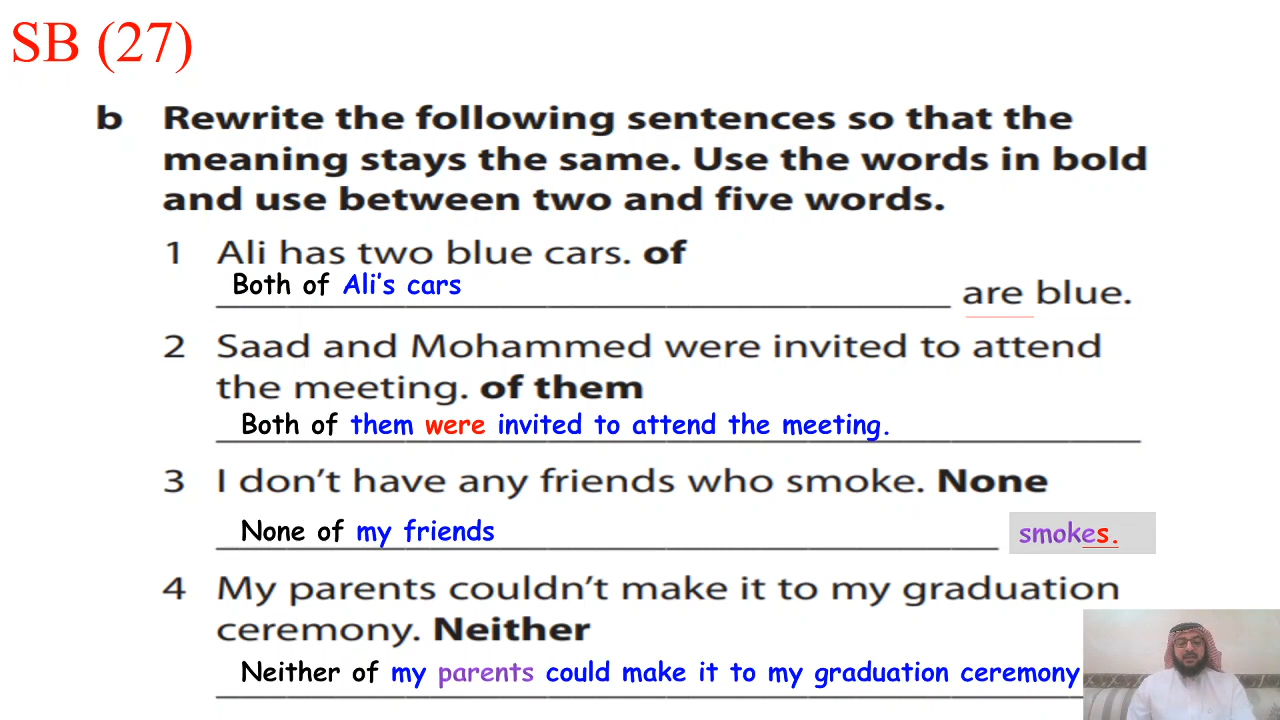 SB (27)
b Rewrite the following sentences so that the
meaning stays the same. Use the words in bold
and use between two and five words.
1 Ali has two blue cars. of
Both of Ali's cars are blue.
2 Saad and Mohammed were invited to attend
the meeting. of them
Both of them were invited to attend the meeting.
3 I don't have any friends who smoke. None
None of my friends smokes.
4 My parents couldn't make it to my graduation
ceremony. Neither
Neither of my parents could make it to my graduation ceremony